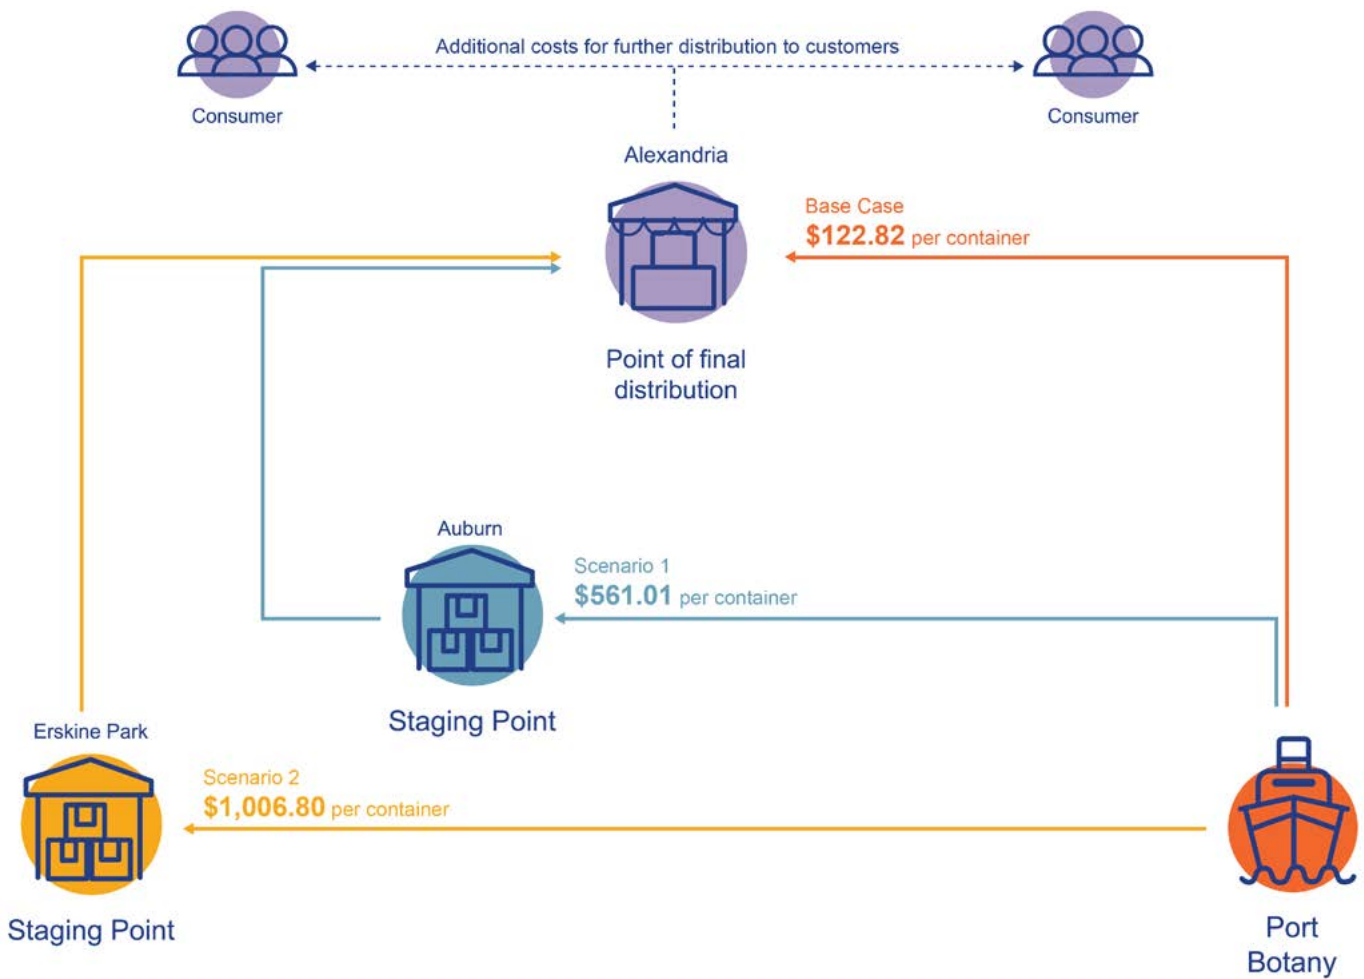 Additional costs for further distribution to customers
Consumer
Consumer
Alexandria
Base Case
$122.82 per container
Point of final
distribution
Auburn
Scenario 1
$561.01 per container
Staging Point
Erskine Park
Scenario 2
$1,006.80 per container
Staging Point
Port
Botany